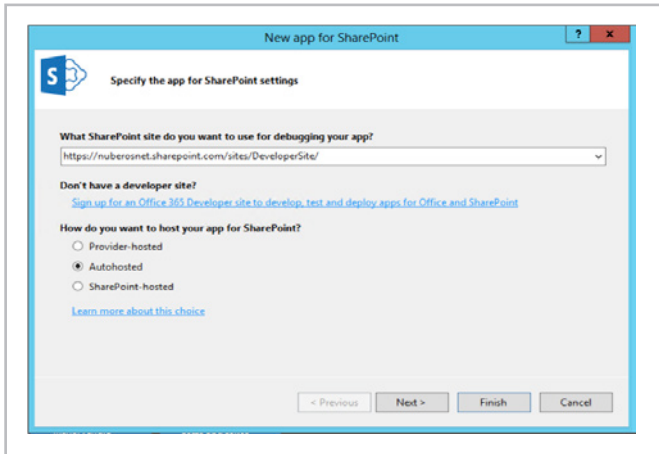 New app for SharePoint
? x
S
Specify the app for SharePoint settings
What SharePoint site do you want to use for debugging your app?
https://nuberosnet.sharepoint.com/sites/DeveloperSite/
Don't have a developer site?
Sign up for an Office 365 Developer site to develop, test and deploy apps for Office and SharePoint
How do you want to host your app for SharePoint?
Provider-hosted
Autohosted
SharePoint-hosted
Learn more about this choice
< Previous Next > Finish Cancel